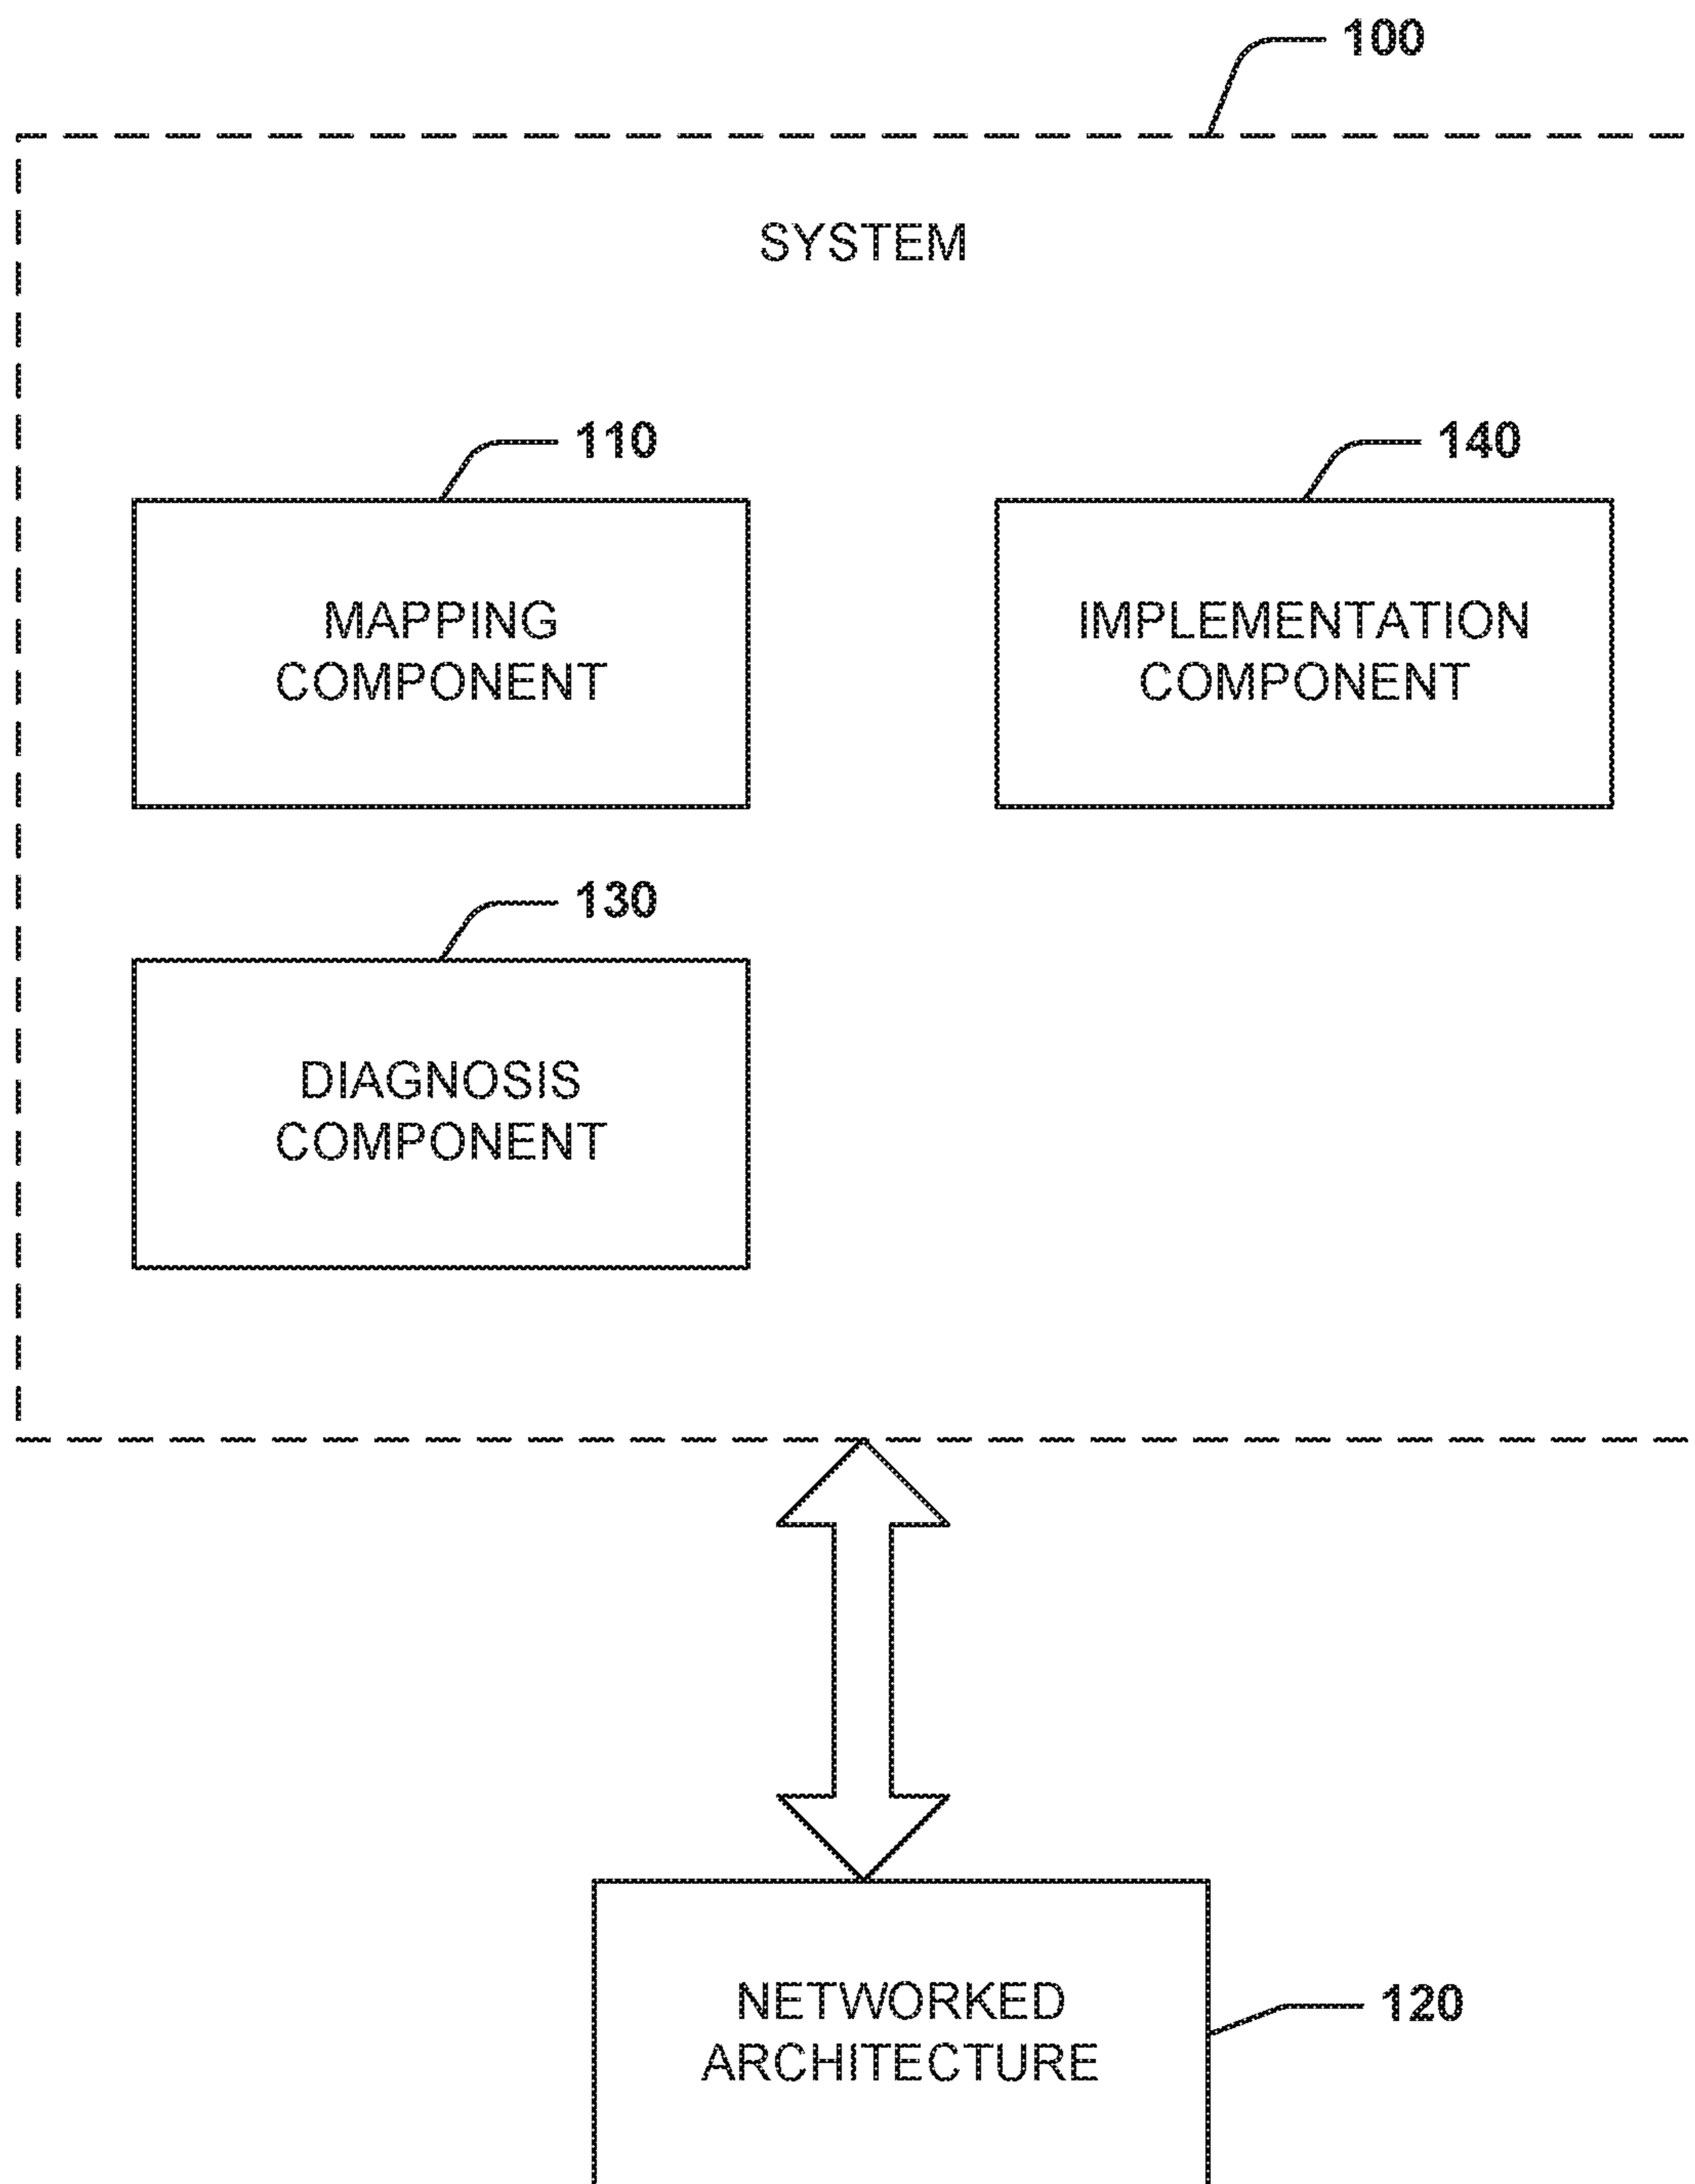 100
SYSTEM
110
140
MAPPING
COMPONENT
IMPLEMENTATION
COMPONENT
130
DIAGNOSIS
COMPONENT
NETWORKED
ARCHITECTURE
120